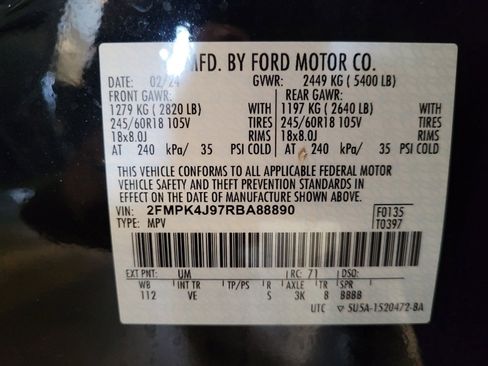 MFD. BY FORD MOTOR CO.
DATE: 02/24 GVWR: 2449 KG ( 5400 LB)
FRONT GAWR: REAR GAWR:
1279 KG ( 2820 LB) WITH 1197 KG ( 2640 LB) WITH
245/60R18 105V TIRES 245/60R18 105V TIRES
18x8.0J RIMS 18x8.0J RIMS
AT 240 kPa/ 35 PSI COLD AT 240 kPa/ 35 PSI COLD
THIS VEHICLE CONFORMS TO ALL APPLICABLE FEDERAL MOTOR
VEHICLE SAFETY AND THEFT PREVENTION STANDARDS IN
EFFECT ON THE DATE OF MANUFACTURE SHOWN ABOVE.
VIN: 2FMPK4J97RBA88890 F0135
TYPE: MPV T0397
EXT PNT: UM RC: 71 DSO:
WB INT TR TP/PS R AXLE TR SPR
112 VE S 3K 8 BBBB
UTC ▽ SU5A-1520472-BA